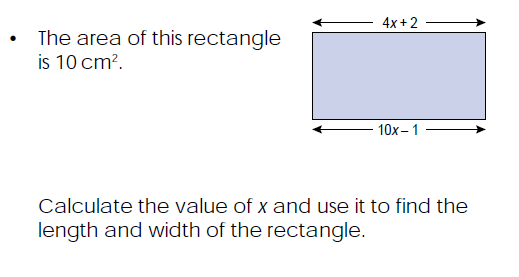 4x + 2
• The area of this rectangle
is 10 cm².
10x – 1
Calculate the value of x and use it to find the
length and width of the rectangle.